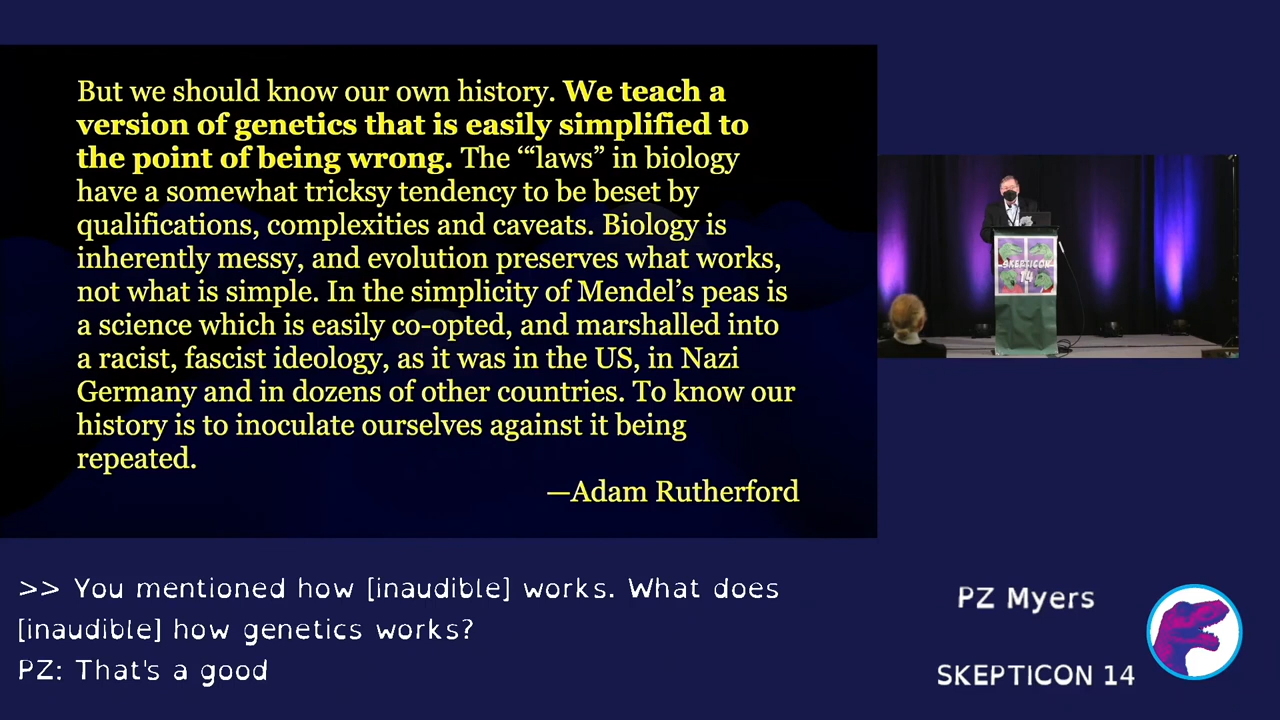 But we should know our own history. We teach a
version of genetics that is easily simplified to
the point of being wrong. The ‘“laws” in biology
have a somewhat tricksy tendency to be beset by
qualifications, complexities and caveats. Biology is
inherently messy, and evolution preserves what works,
not what is simple. In the simplicity of Mendel’s peas is
a science which is easily co-opted, and marshalled into
a racist, fascist ideology, as it was in the US, in Nazi
Germany and in dozens of other countries. To know our
history is to inoculate ourselves against it being
repeated.
—Adam Rutherford
SKEPTICON
14
>> You mentioned how [inaudible] works. What does
[inaudible] how genetics works?
PZ: That's a good
PZ Myers
SKEPTICON 14